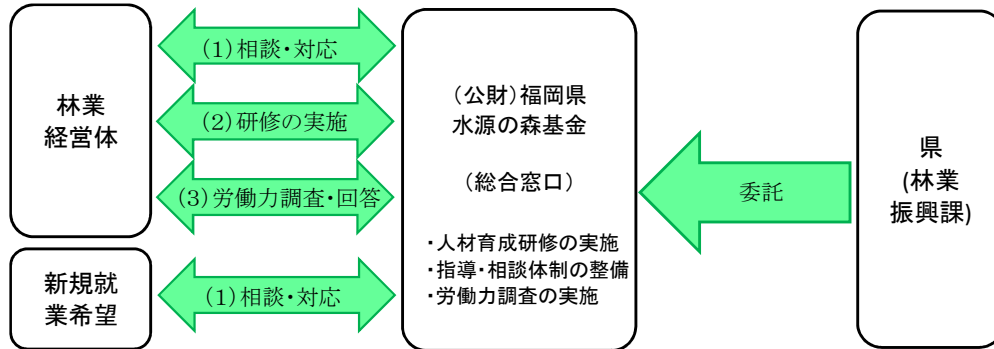 林業
経営体
(1)相談・対応
(2)研修の実施
(3)労働力調査・回答
新規就
業希望
(1)相談・対応
(公財)福岡県
水源の森基金
(総合窓口)
・人材育成研修の実施
・指導・相談体制の整備
・労働力調査の実施
委託
県
(林業
振興課)